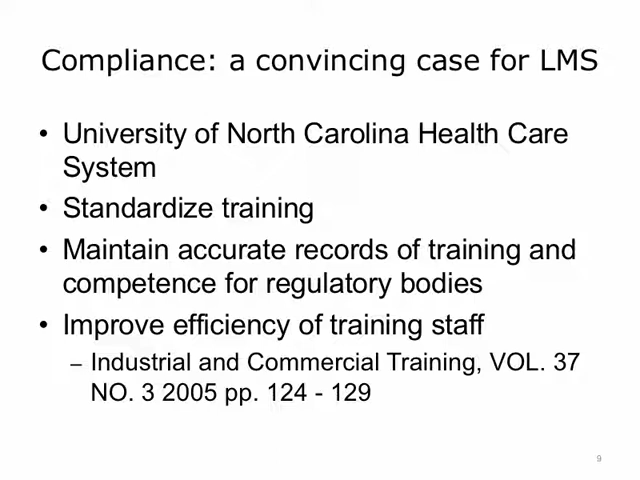 Compliance: a convincing case for LMS
• University of North Carolina Health Care
System
• Standardize training
• Maintain accurate records of training and
competence for regulatory bodies
• Improve efficiency of training staff
– Industrial and Commercial Training, VOL. 37
NO. 3 2005 pp. 124 - 129
9